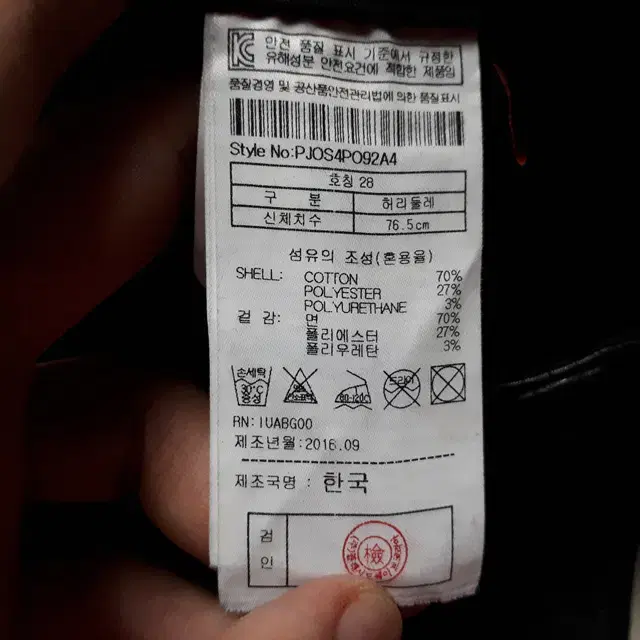 안전 품질 표시 기준에서 규정한
유해성분 안전요건에 적합한 제품임
품질경영 및 공산품안전관리법에 의한 품질표시
Style No:PJOS4PO92A4
호칭 28
구 분 허리둘레
신체치수 76.5cm
섬유의 조성(혼용율)
SHELL: COTTON 70%
POLYESTER 27%
POLYURETHANE 3%
겉 감: 면 70%
폴리에스터 27%
폴리우레탄 3%
손세탁 30℃ 중성
80-120℃
드라이
RN:IUABG00
제조년월:2016.09
제조국명 : 한국
검 인
檢